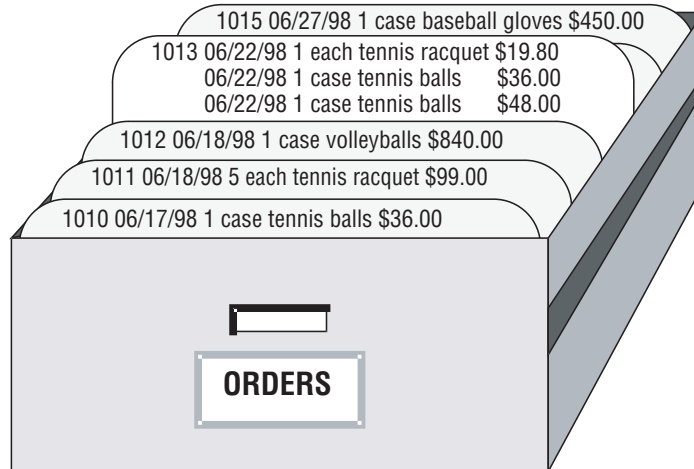 1015 06/27/98 1 case baseball gloves $450.00
1013 06/22/98 1 each tennis racquet $19.80
06/22/98 1 case tennis balls $36.00
06/22/98 1 case tennis balls $48.00
1012 06/18/98 1 case volleyballs $840.00
1011 06/18/98 5 each tennis racquet $99.00
1010 06/17/98 1 case tennis balls $36.00
ORDERS